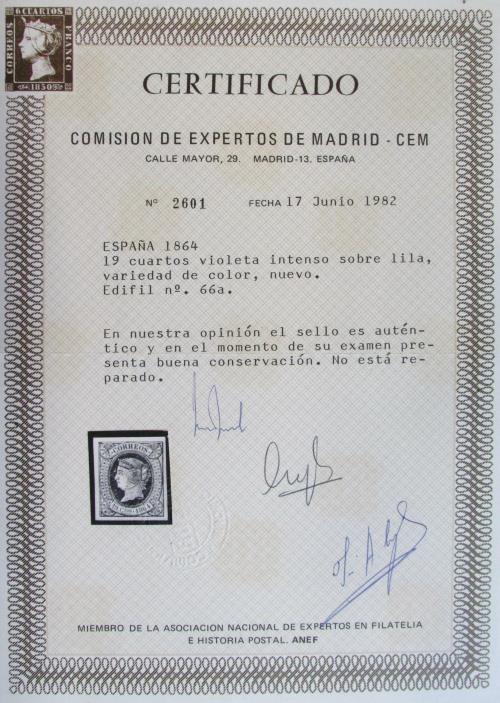 6 CUARTOS
CORREOS
FRANCO
1850
CERTIFICADO
COMISION DE EXPERTOS DE MADRID - CEM
CALLE MAYOR, 29. MADRID-13. ESPAÑA
Nº 2601 FECHA 17 Junio 1982
ESPAÑA 1864
19 cuartos violeta intenso sobre lila,
variedad de color, nuevo.
Edifil nº. 66a.
En nuestra opinión el sello es autén-
tico y en el momento de su examen pre-
senta buena conservación. No está re-
parado.
CORREOS
MIEMBRO DE LA ASOCIACION NACIONAL DE EXPERTOS EN FILATELIA
E HISTORIA POSTAL. ANEF